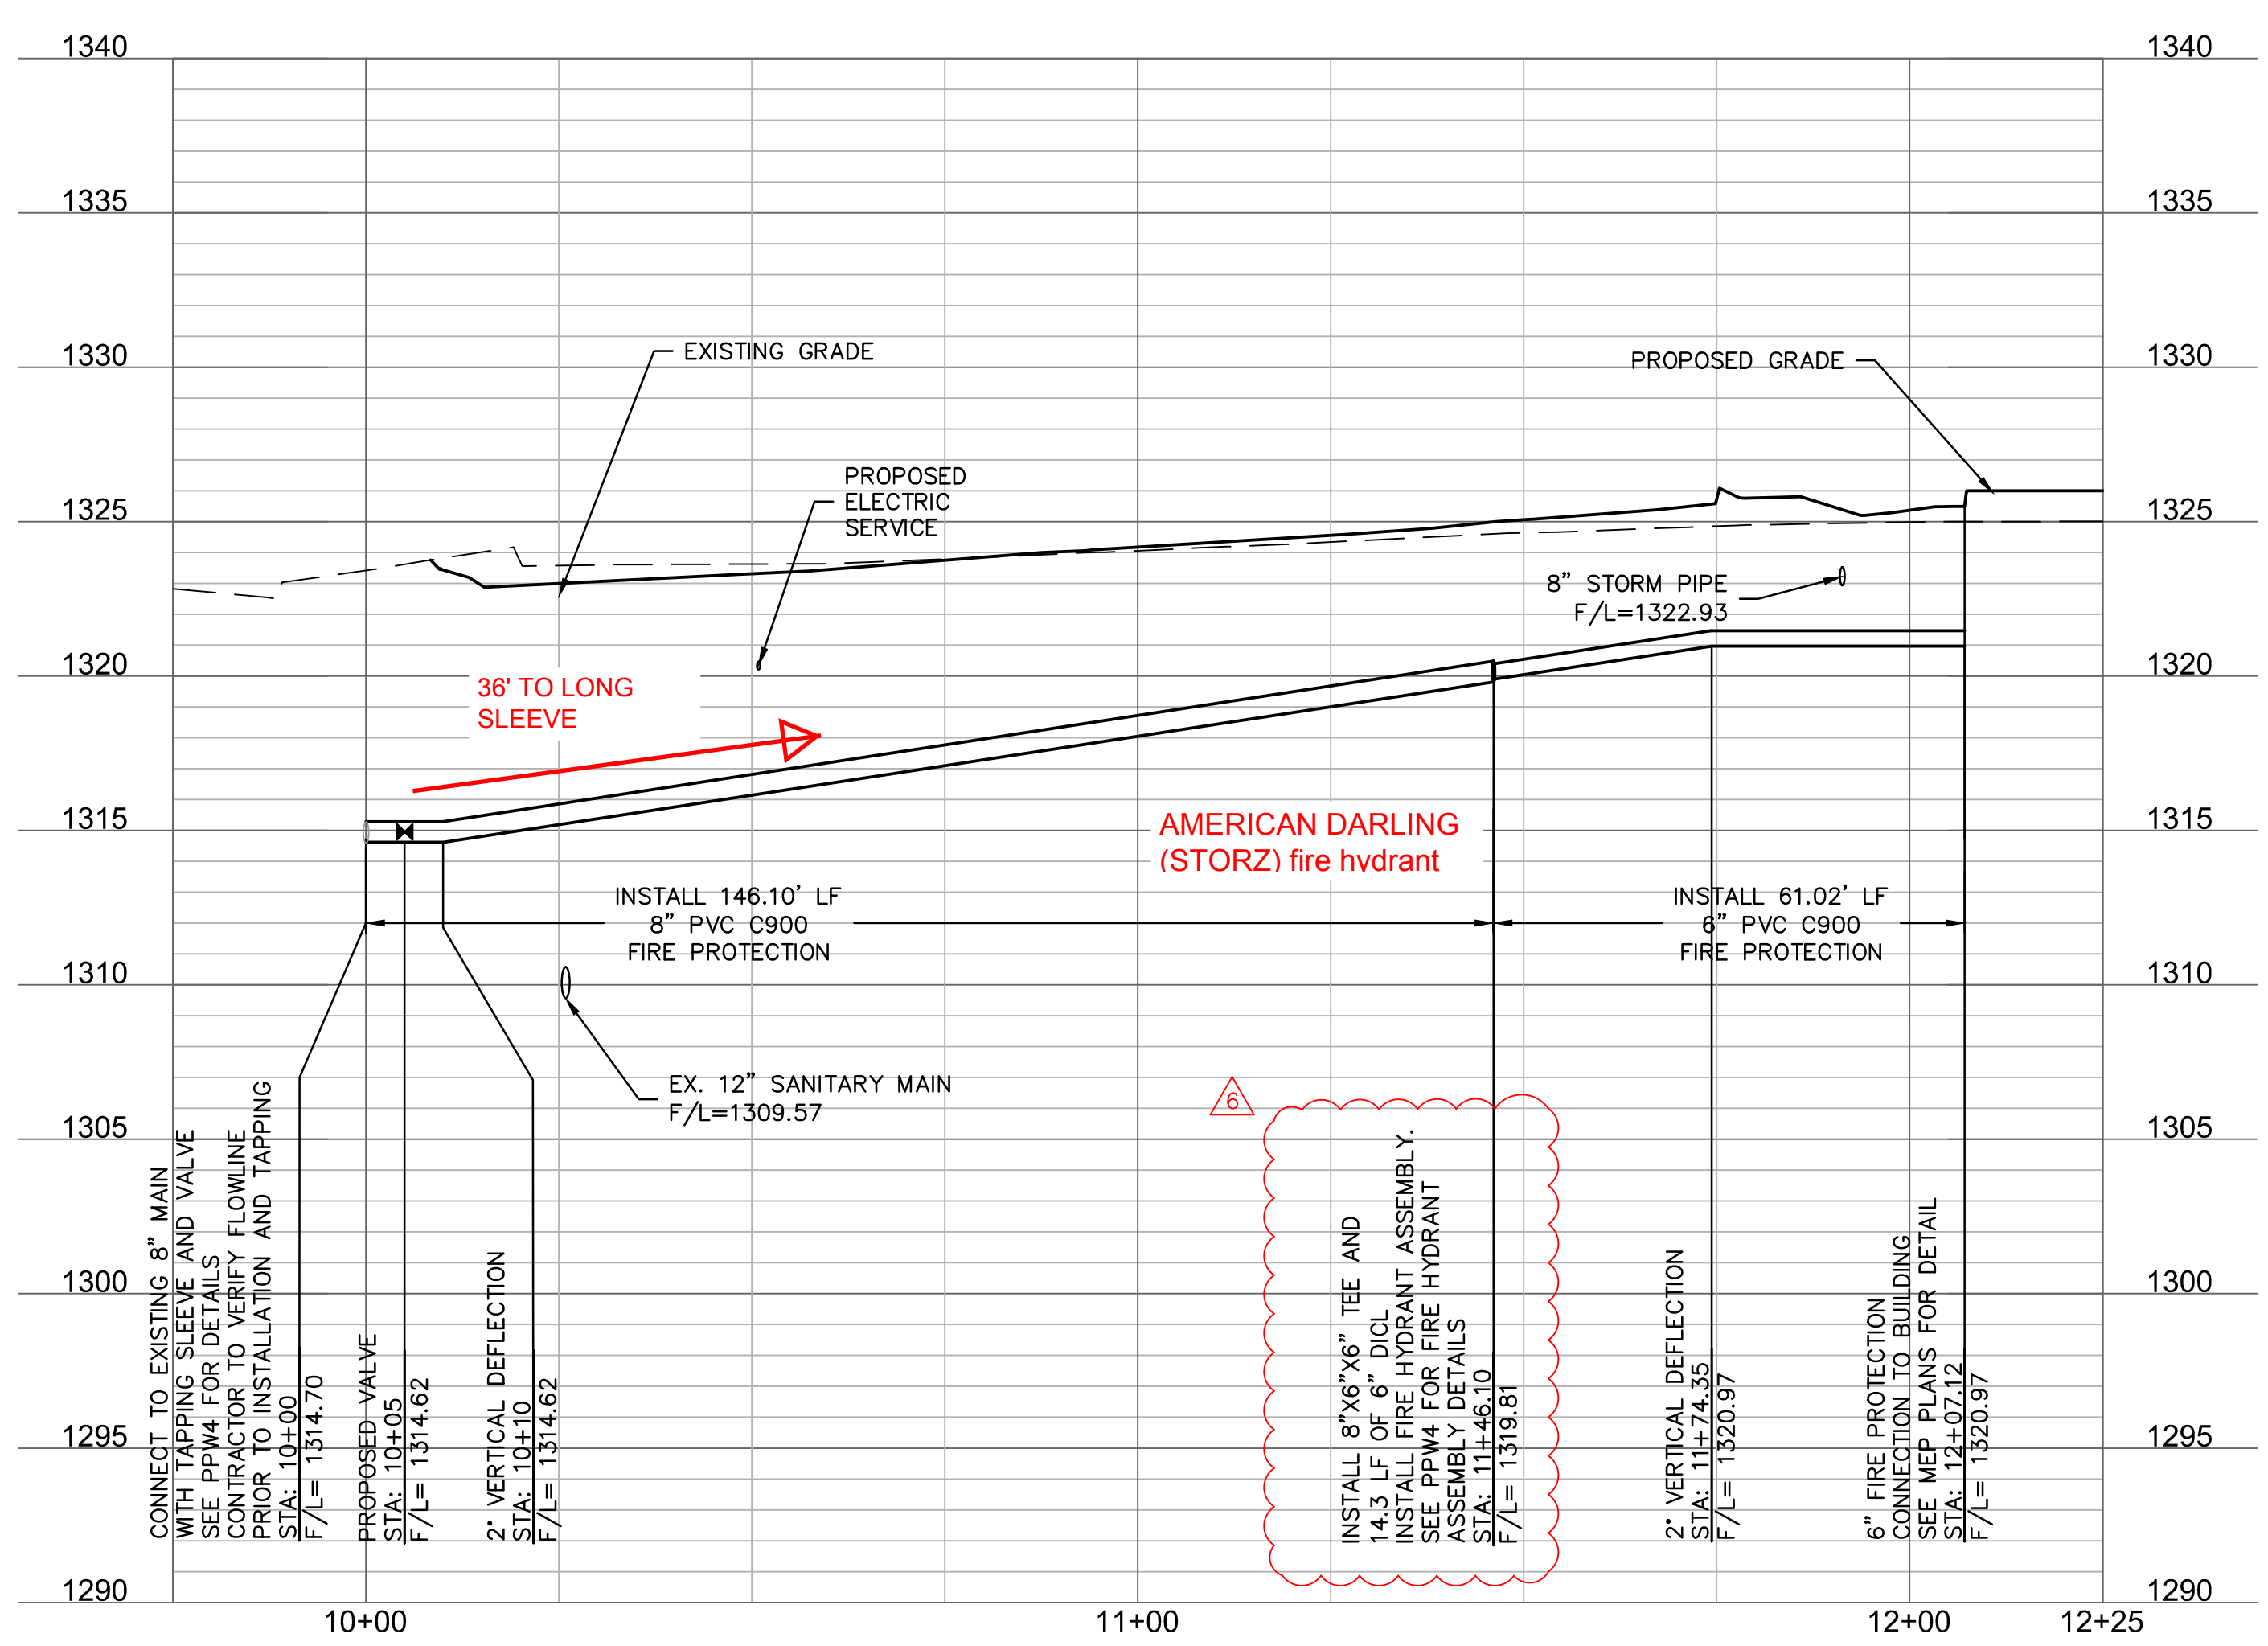 1340
1340
1335
1335
1330
1330
EXISTING GRADE
PROPOSED GRADE
PROPOSED
ELECTRIC
SERVICE
1325
1325
8” STORM PIPE
F/L=1322.93
1320
1320
36' TO LONG
SLEEVE
1315
1315
AMERICAN DARLING
(STORZ) fire hydrant
INSTALL 146.10’ LF
8” PVC C900
FIRE PROTECTION
INSTALL 61.02’ LF
6” PVC C900
FIRE PROTECTION
1310
1310
EX. 12” SANITARY MAIN
F/L=1309.57
6
1305
1305
1300
1300
1295
1295
1290
1290
CONNECT TO EXISTING 8” MAIN
WITH TAPPING SLEEVE AND VALVE
SEE PPW4 FOR DETAILS
CONTRACTOR TO VERIFY FLOWLINE
PRIOR TO INSTALLATION AND TAPPING
STA: 10+00
F/L= 1314.70
PROPOSED VALVE
STA: 10+05
F/L= 1314.62
2° VERTICAL DEFLECTION
STA: 10+10
F/L= 1314.62
INSTALL 8”X6”X6” TEE AND
14.3 LF OF 6” DICL
INSTALL FIRE HYDRANT ASSEMBLY.
SEE PPW4 FOR FIRE HYDRANT
ASSEMBLY DETAILS
STA: 11+46.10
F/L= 1319.81
2° VERTICAL DEFLECTION
STA: 11+74.35
F/L= 1320.97
6” FIRE PROTECTION
CONNECTION TO BUILDING
SEE MEP PLANS FOR DETAIL
STA: 12+07.12
F/L= 1320.97
10+00
11+00
12+00
12+25